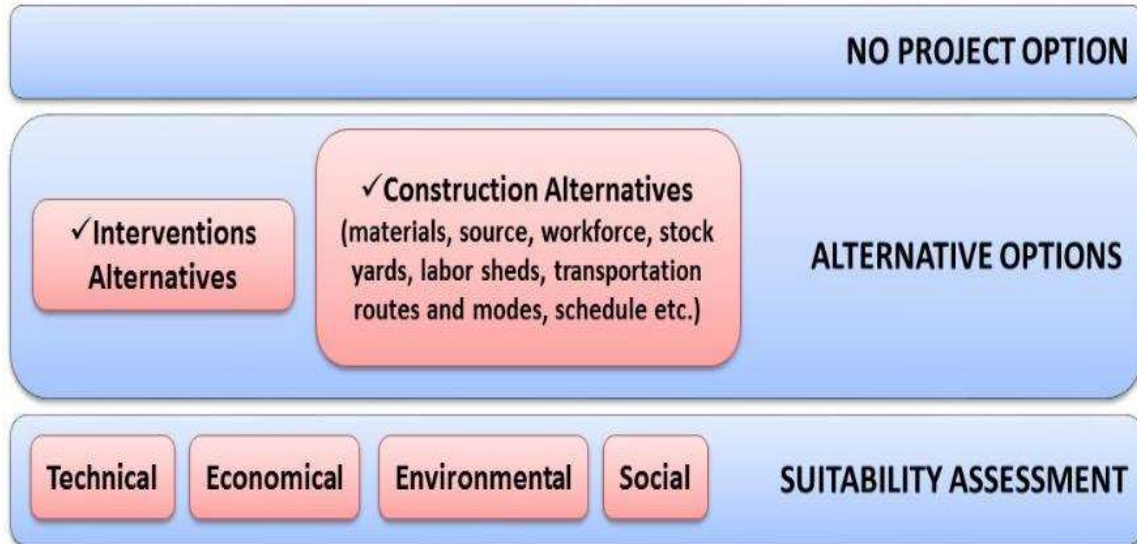 NO PROJECT OPTION
✓Interventions
Alternatives
✓Construction Alternatives
(materials, source, workforce, stock
yards, labor sheds, transportation
routes and modes, schedule etc.)
ALTERNATIVE OPTIONS
Technical
Economical
Environmental
Social
SUITABILITY ASSESSMENT